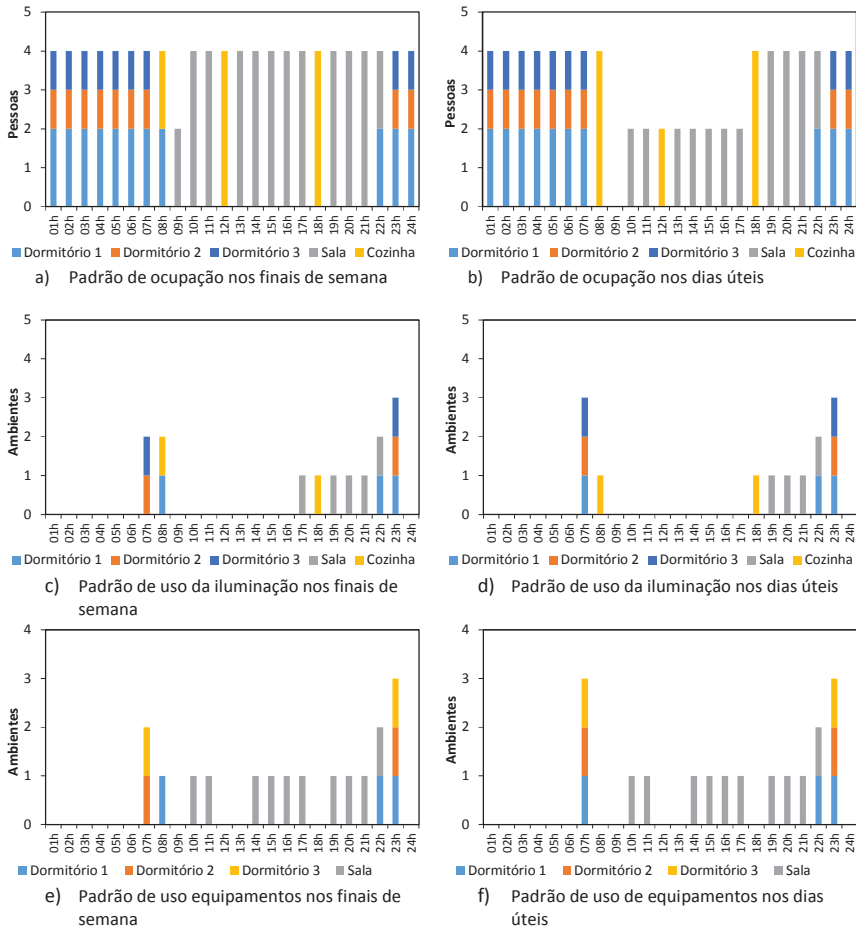 5
4
3
2
1
0
Pessoas
01h 02h 03h 04h 05h 06h 07h 08h 09h 10h 11h 12h 13h 14h 15h 16h 17h 18h 19h 20h 21h 22h 23h 24h
Dormitório 1 Dormitório 2 Dormitório 3 Sala Cozinha
a) Padrão de ocupação nos finais de semana
5
4
3
2
1
0
Pessoas
01h 02h 03h 04h 05h 06h 07h 08h 09h 10h 11h 12h 13h 14h 15h 16h 17h 18h 19h 20h 21h 22h 23h 24h
Dormitório 1 Dormitório 2 Dormitório 3 Sala Cozinha
b) Padrão de ocupação nos dias úteis
5
4
3
2
1
0
Ambientes
01h 02h 03h 04h 05h 06h 07h 08h 09h 10h 11h 12h 13h 14h 15h 16h 17h 18h 19h 20h 21h 22h 23h 24h
Dormitório 1 Dormitório 2 Dormitório 3 Sala Cozinha
c) Padrão de uso da iluminação nos finais de
semana
5
4
3
2
1
0
Ambientes
01h 02h 03h 04h 05h 06h 07h 08h 09h 10h 11h 12h 13h 14h 15h 16h 17h 18h 19h 20h 21h 22h 23h 24h
Dormitório 1 Dormitório 2 Dormitório 3 Sala Cozinha
d) Padrão de uso da iluminação nos dias úteis
4
3
2
1
0
Ambientes
01h 02h 03h 04h 05h 06h 07h 08h 09h 10h 11h 12h 13h 14h 15h 16h 17h 18h 19h 20h 21h 22h 23h 24h
Dormitório 1 Dormitório 2 Dormitório 3 Sala
e) Padrão de uso equipamentos nos finais de
semana
4
3
2
1
0
Ambientes
01h 02h 03h 04h 05h 06h 07h 08h 09h 10h 11h 12h 13h 14h 15h 16h 17h 18h 19h 20h 21h 22h 23h 24h
Dormitório 1 Dormitório 2 Dormitório 3 Sala
f) Padrão de uso de equipamentos nos dias
úteis